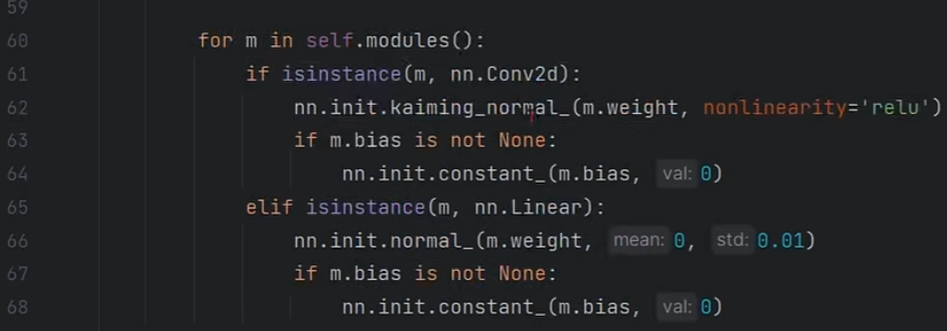 59
60 for m in self.modules():
61 if isinstance(m, nn.Conv2d):
62 nn.init.kaiming_normal_(m.weight, nonlinearity='relu')
63 if m.bias is not None:
64 nn.init.constant_(m.bias, val: 0)
65 elif isinstance(m, nn.Linear):
66 nn.init.normal_(m.weight, mean: 0, std: 0.01)
67 if m.bias is not None:
68 nn.init.constant_(m.bias, val: 0)